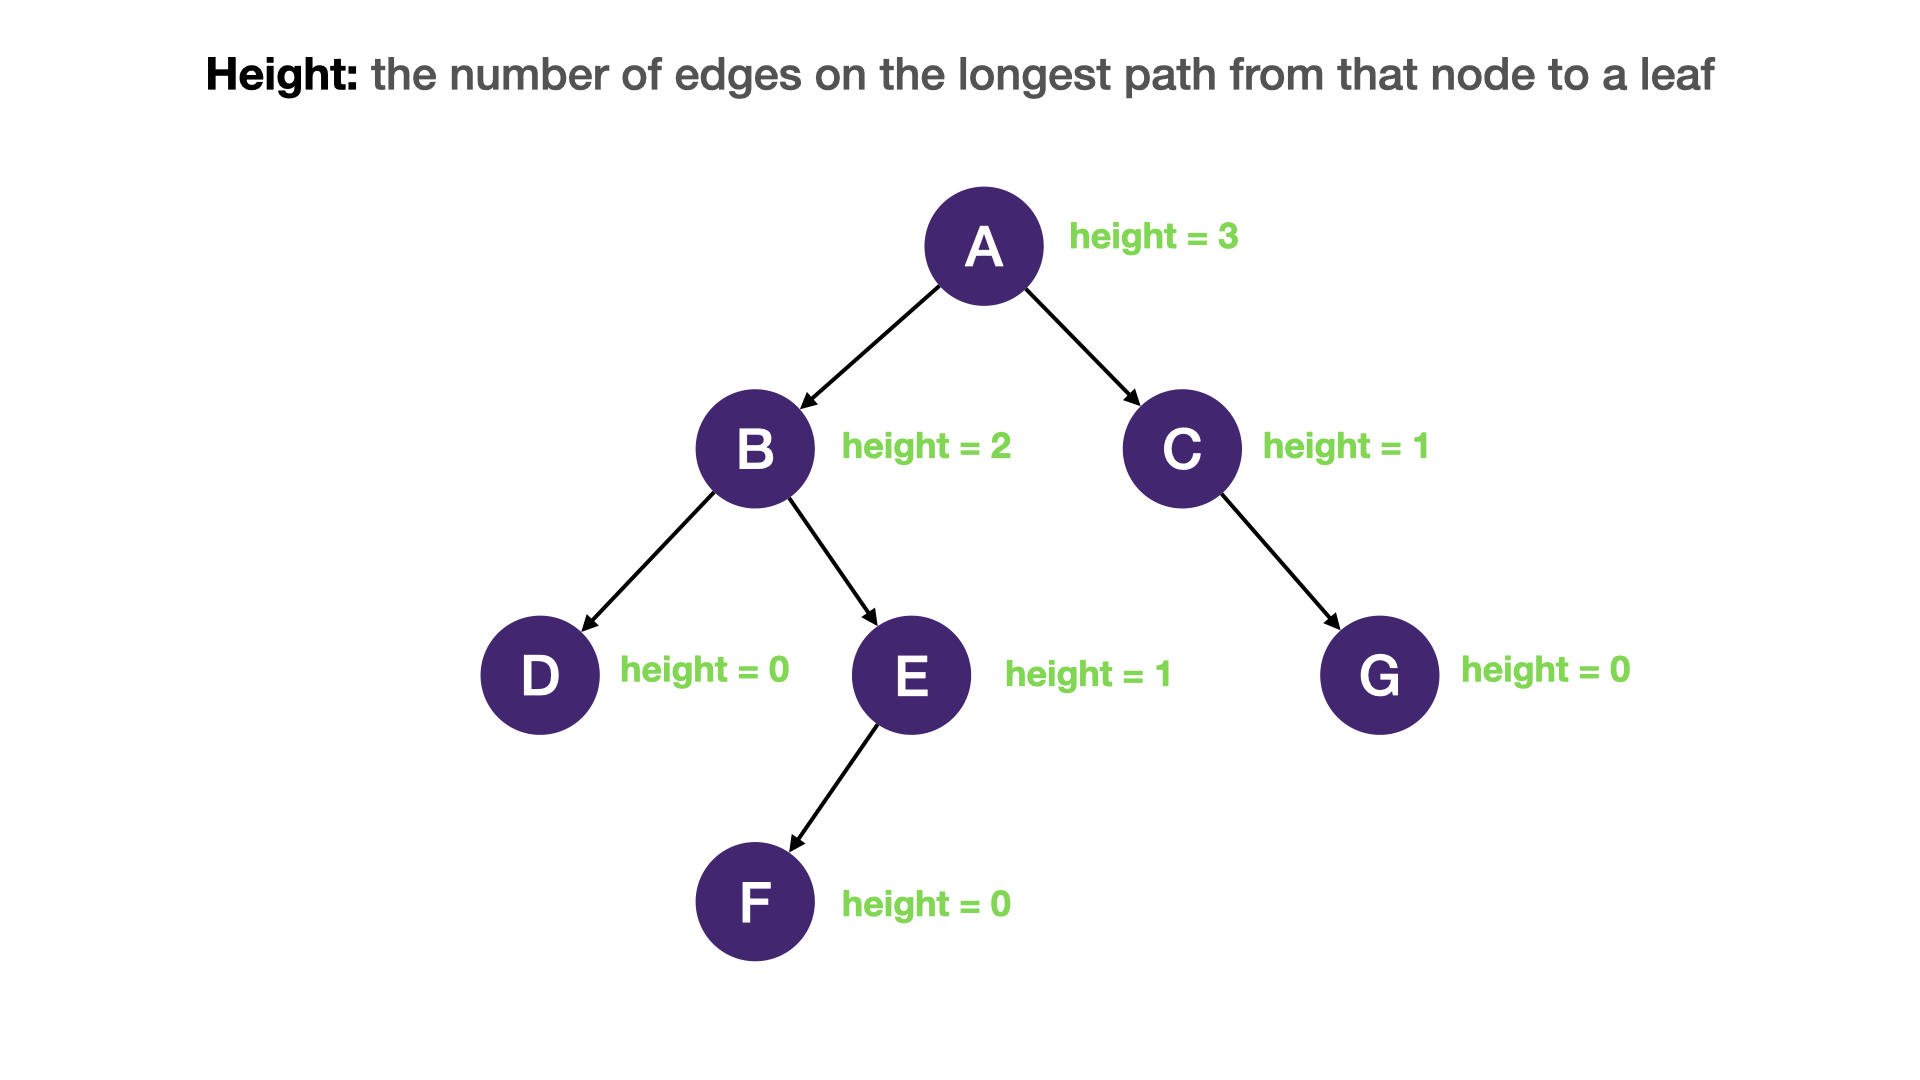 Height: the number of edges on the longest path from that node to a leaf
A height = 3
B height = 2 C height = 1
D height = 0 E height = 1 G height = 0
F height = 0